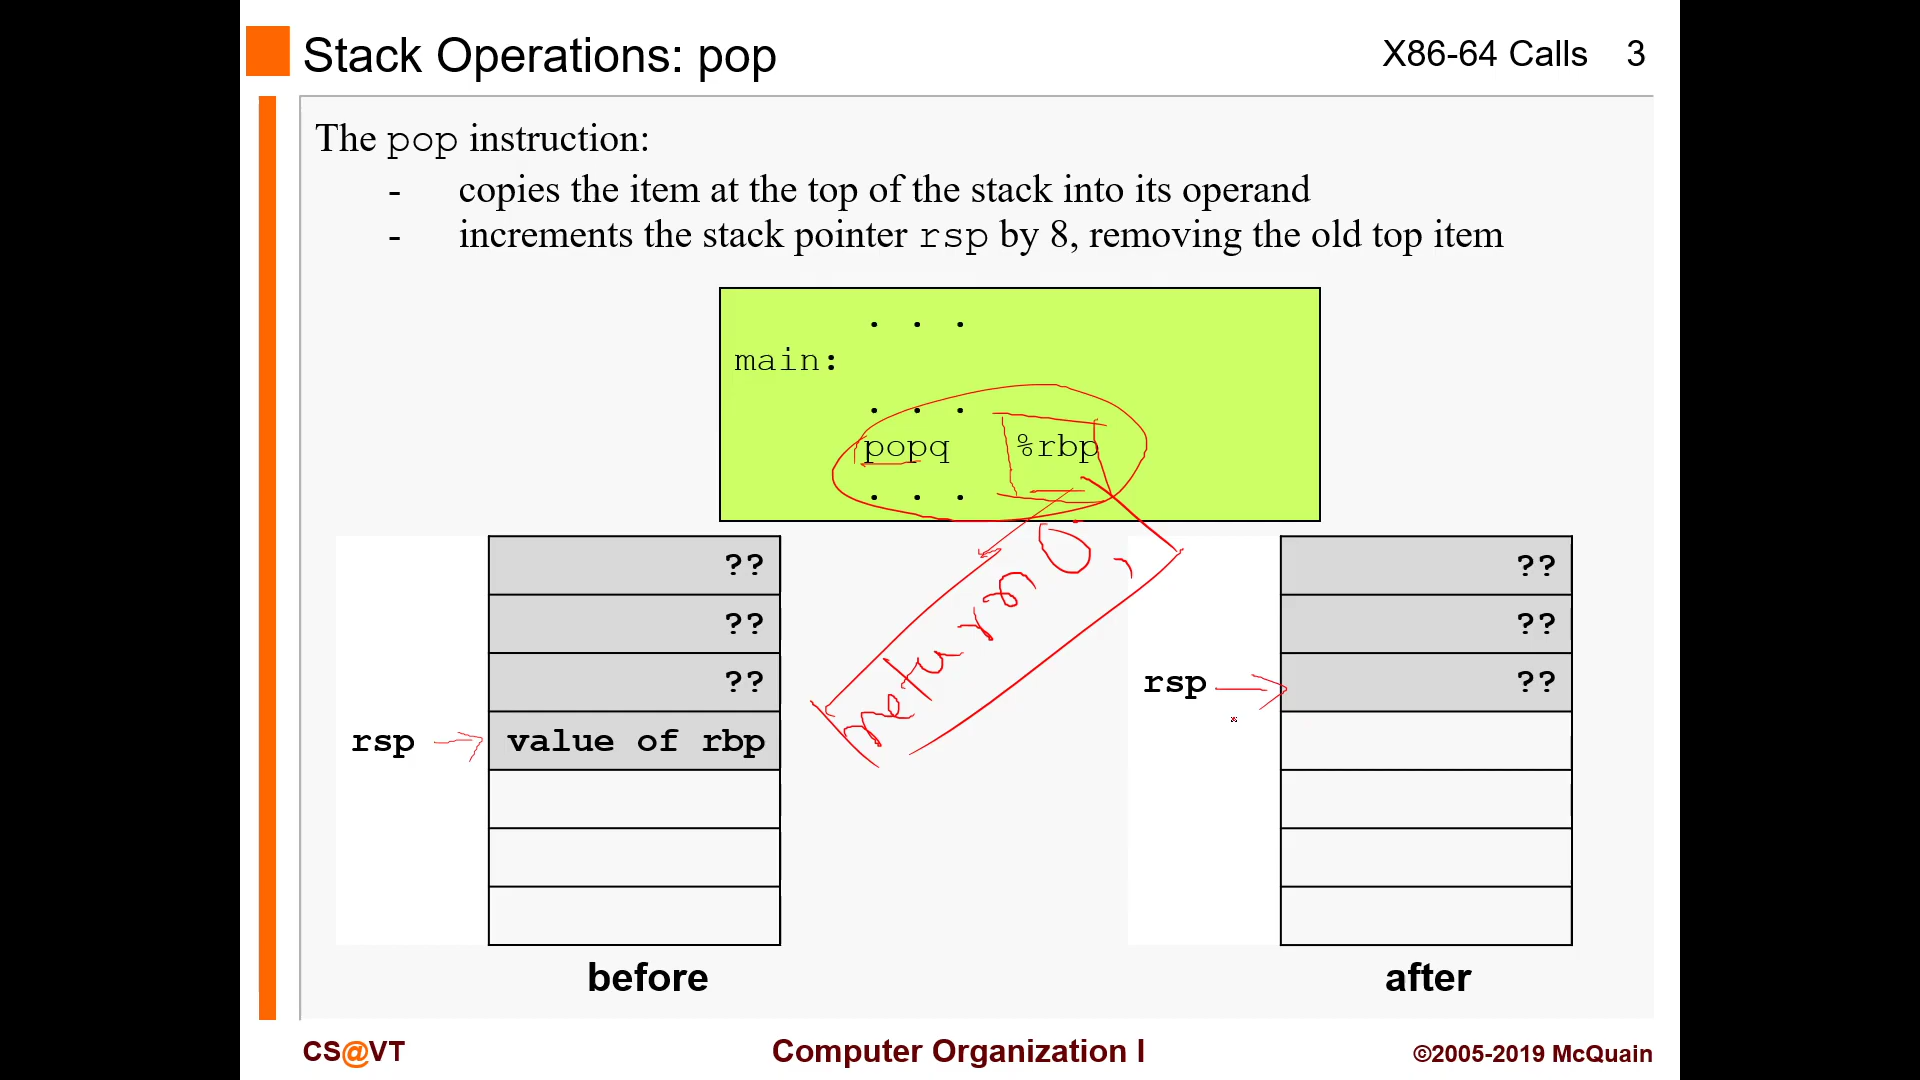 Stack Operations: pop
X86-64 Calls 3
The pop instruction:
- copies the item at the top of the stack into its operand
- increments the stack pointer rsp by 8, removing the old top item
. . .
main:
. . .
popq %rbp
. . .
return 0;
??
??
??
rsp value of rbp
before
??
??
rsp ??
after
CS@VT
Computer Organization I
©2005-2019 McQuain